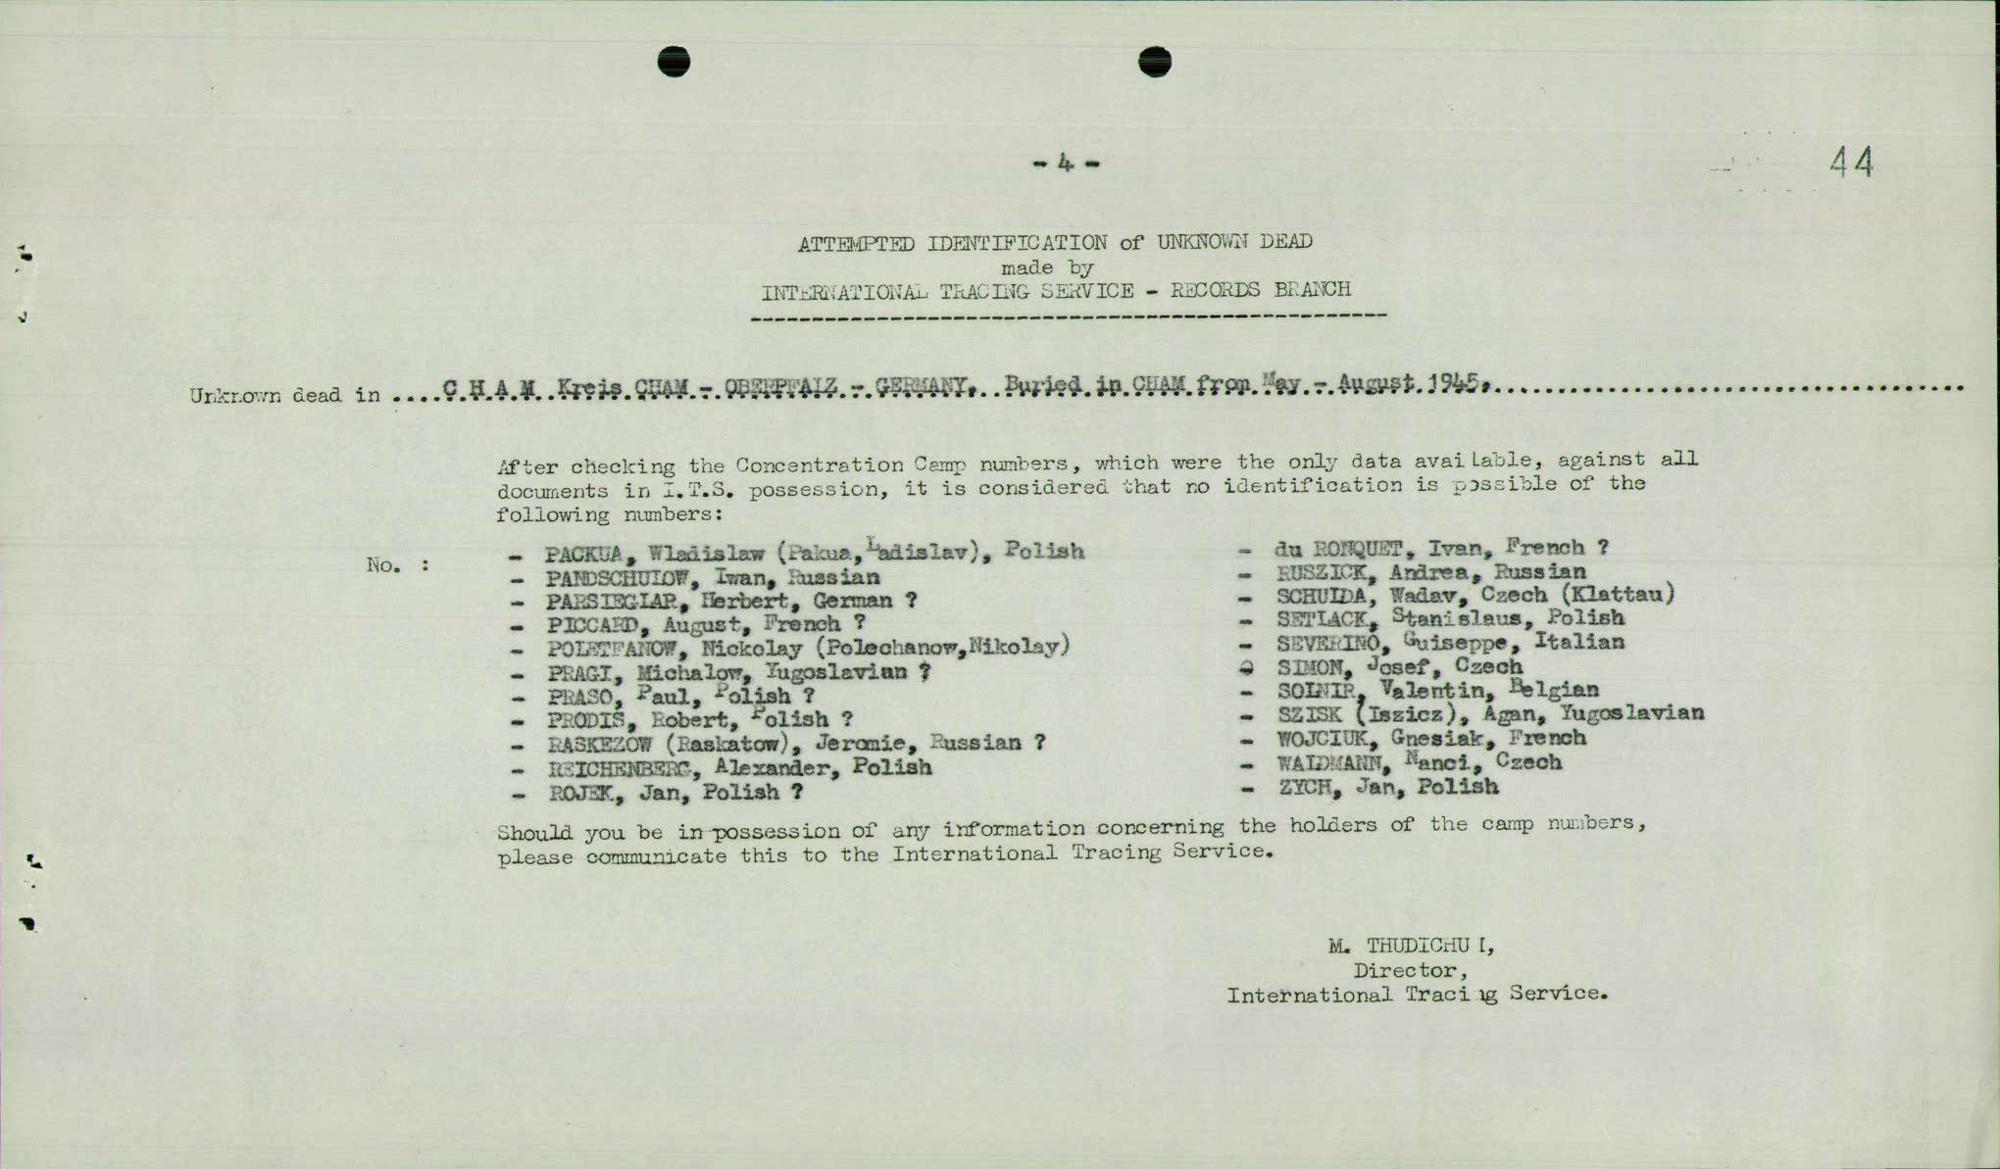 - 4 -
44
ATTEMPTED IDENTIFICATION of UNKNOWN DEAD
made by
INTERNATIONAL TRACING SERVICE - RECORDS BRANCH
Unknown dead in ....C.H.A.M. Kreis CHAM - OBERPFALZ - GERMANY. Buried in CHAM from May - August 1945.
After checking the Concentration Camp numbers, which were the only data available, against all
documents in I.T.S. possession, it is considered that no identification is possible of the
following numbers:
No. :
- PACKUA, Wladislaw (Pakua, Ladislav), Polish
- PANDSCHULOW, Iwan, Russian
- PARSIEGLAR, Herbert, German ?
- PICCARD, August, French ?
- POLETFANOW, Nickolay (Polechanow,Nikolay)
- PRAGI, Michalow, Yugoslavian ?
- PRASO, Paul, Polish ?
- PRODIS, Robert, Polish ?
- RASKEZOW (Raskatow), Jeromie, Russian ?
- REICHENBERG, Alexander, Polish
- ROJEK, Jan, Polish ?
- du RONQUET, Ivan, French ?
- RUSZICK, Andrea, Russian
- SCHULDA, Wadav, Czech (Klattau)
- SETLACK, Stanislaus, Polish
- SEVERINO, Guiseppe, Italian
- SIMON, Josef, Czech
- SOLNIR, Valentin, Belgian
- SZISK (Iszicz), Agan, Yugoslavian
- WOJCIUK, Gnesiak, French
- WALDMANN, Nanci, Czech
- ZYCH, Jan, Polish
Should you be in possession of any information concerning the holders of the camp numbers,
please communicate this to the International Tracing Service.
M. THUDICHUM,
Director,
International Tracing Service.